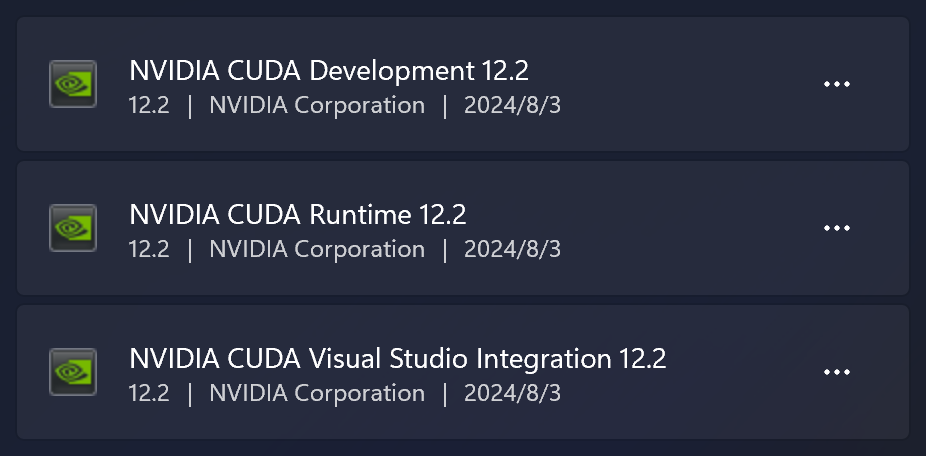 NVIDIA CUDA Development 12.2
12.2 | NVIDIA Corporation | 2024/8/3
NVIDIA CUDA Runtime 12.2
12.2 | NVIDIA Corporation | 2024/8/3
NVIDIA CUDA Visual Studio Integration 12.2
12.2 | NVIDIA Corporation | 2024/8/3